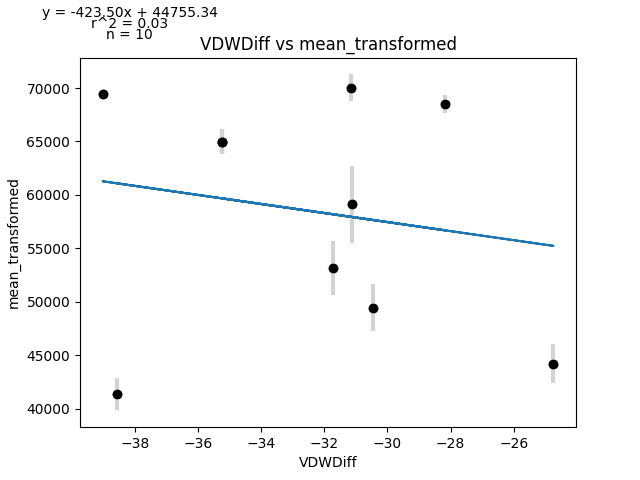 y = -423.50x + 44755.34
r^2 = 0.03
n = 10
VDWDiff vs mean_transformed
mean_transformed
70000
65000
60000
55000
50000
45000
40000
−38 −36 −34 −32 −30 −28 −26
VDWDiff